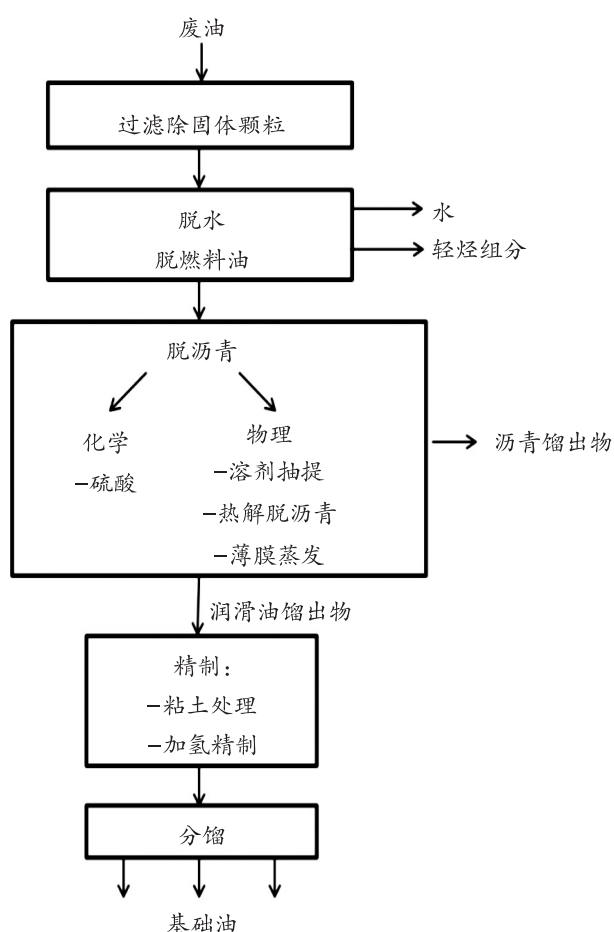 废油
过滤除固体颗粒
脱水
脱燃料油
水
轻烃组分
脱沥青
化学
–硫酸
物理
–溶剂抽提
–热解脱沥青
–薄膜蒸发
沥青馏出物
润滑油馏出物
精制：
–粘土处理
–加氢精制
分馏
基础油